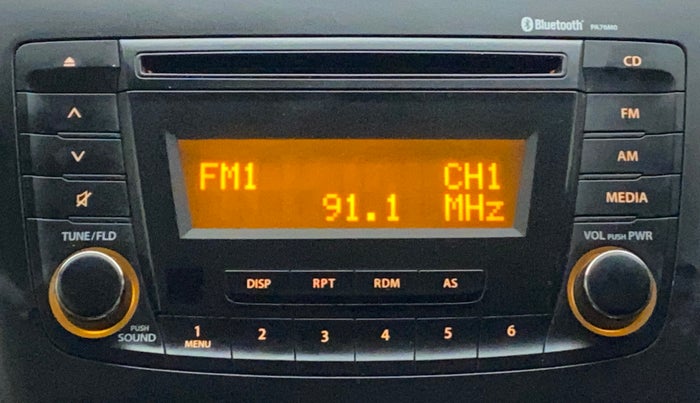 Bluetooth PA70M0
CD
FM
AM
MEDIA
FM1 CH1
91.1 MHz
TUNE/FLD
VOL PUSH PWR
DISP RPT RDM AS
PUSH
SOUND
1 2 3 4 5 6
MENU